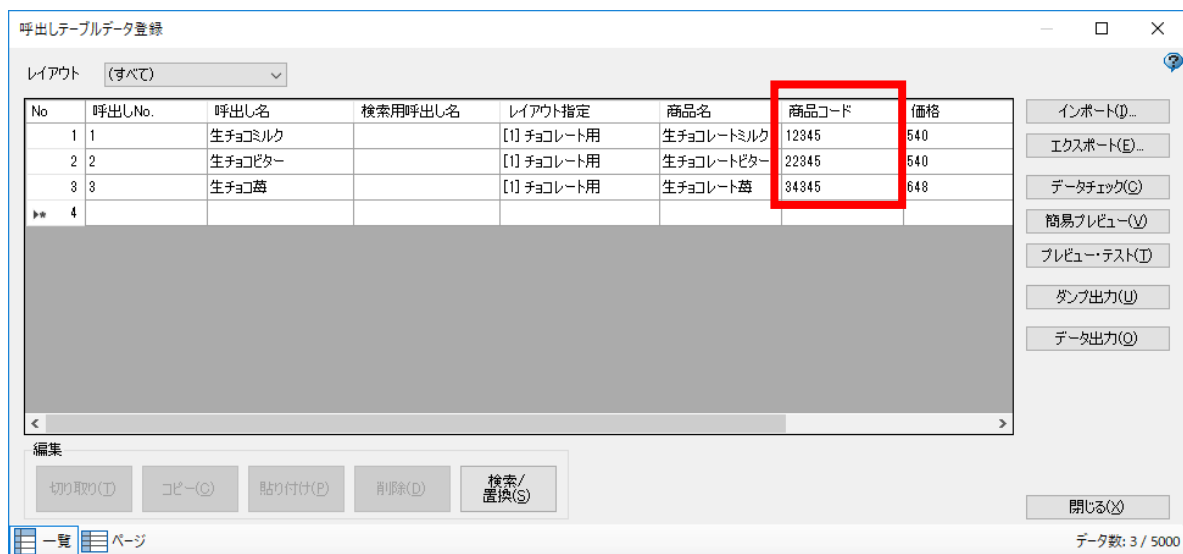 呼出しテーブルデータ登録
レイアウト (すべて)
No 呼出しNo. 呼出し名 検索用呼出し名 レイアウト指定 商品名 商品コード 価格
1 1 生チョコミルク [1] チョコレート用 生チョコレートミルク 12345 540
2 2 生チョコビター [1] チョコレート用 生チョコレートビター 22345 540
3 3 生チョコ苺 [1] チョコレート用 生チョコレート苺 34345 648
4
インポート(I)...
エクスポート(E)...
データチェック(C)
簡易プレビュー(V)
プレビュー・テスト(T)
ダンプ出力(U)
データ出力(O)
編集
切り取り(T) コピー(C) 貼り付け(P) 削除(D) 検索/
置換(S)
閉じる(X)
一覧 ページ データ数: 3 / 5000